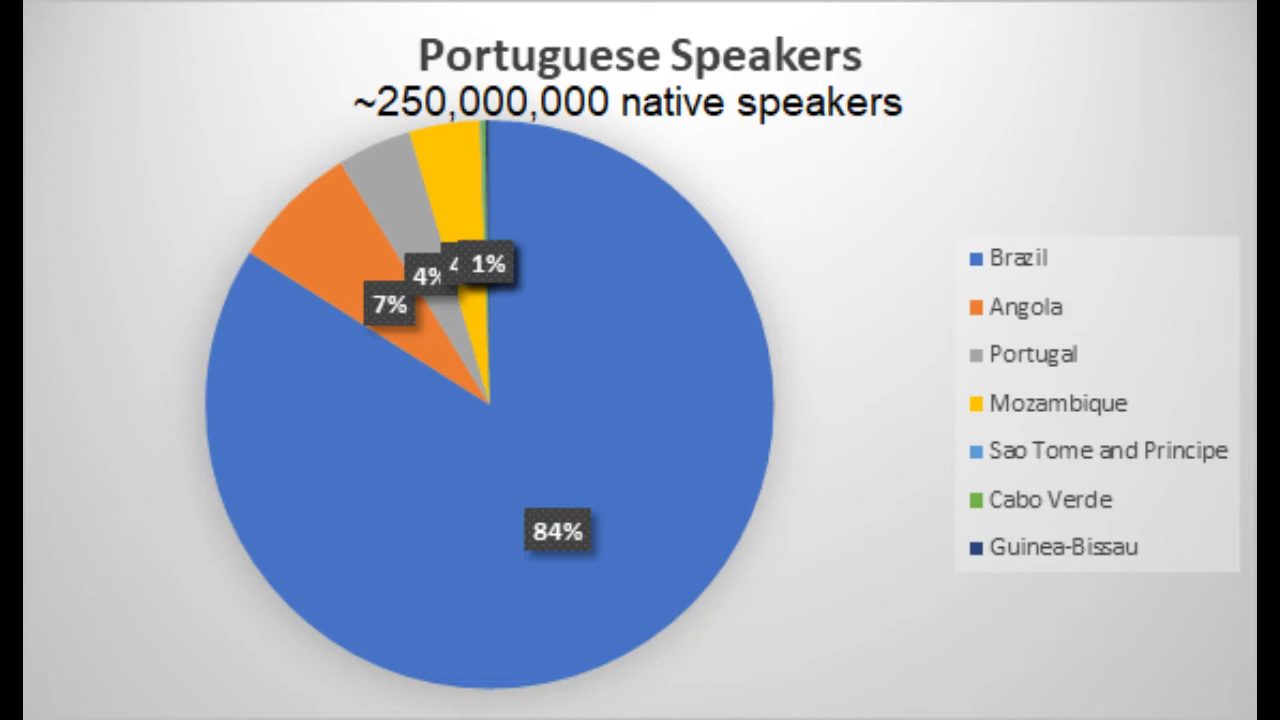 Portuguese Speakers
~250,000,000 native speakers
4
1%
4%
7%
84%
Brazil
Angola
Portugal
Mozambique
Sao Tome and Principe
Cabo Verde
Guinea-Bissau